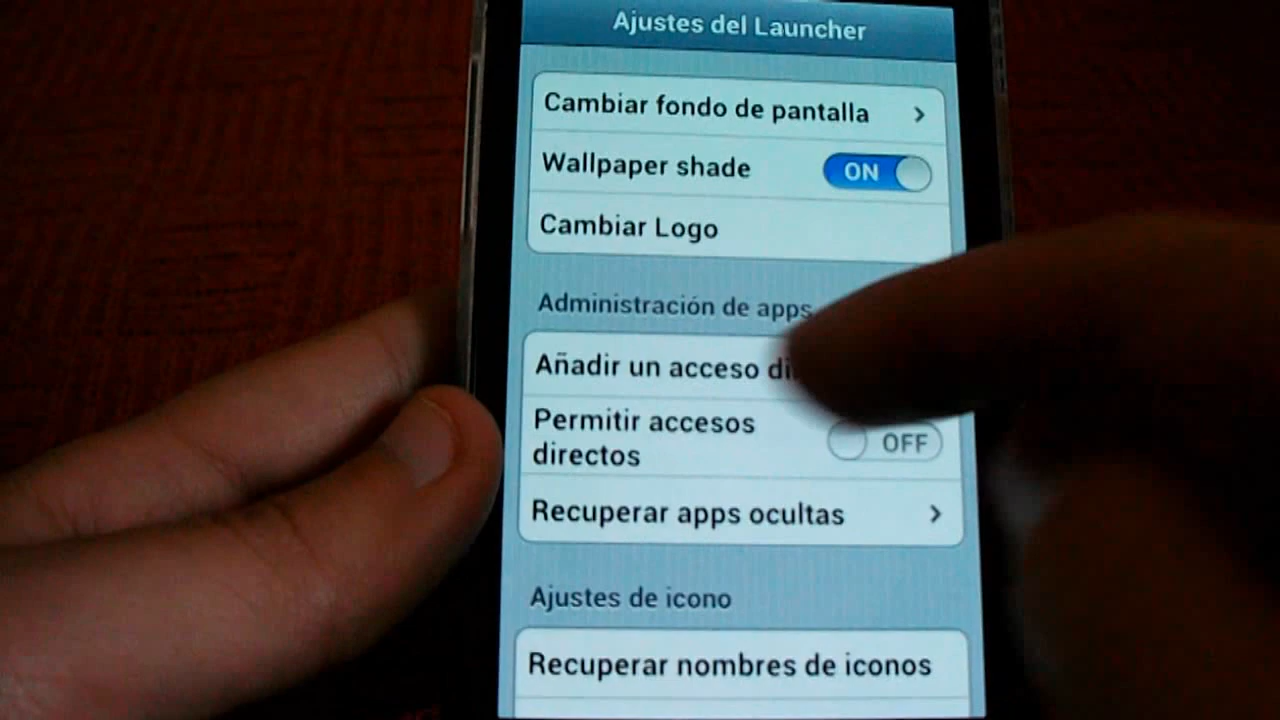 Ajustes del Launcher
Cambiar fondo de pantalla
Wallpaper shade
ON
Cambiar Logo
Administración de apps
Añadir un acceso
Permitir accesos
directos
OFF
Recuperar apps ocultas
Ajustes de icono
Recuperar nombres de iconos